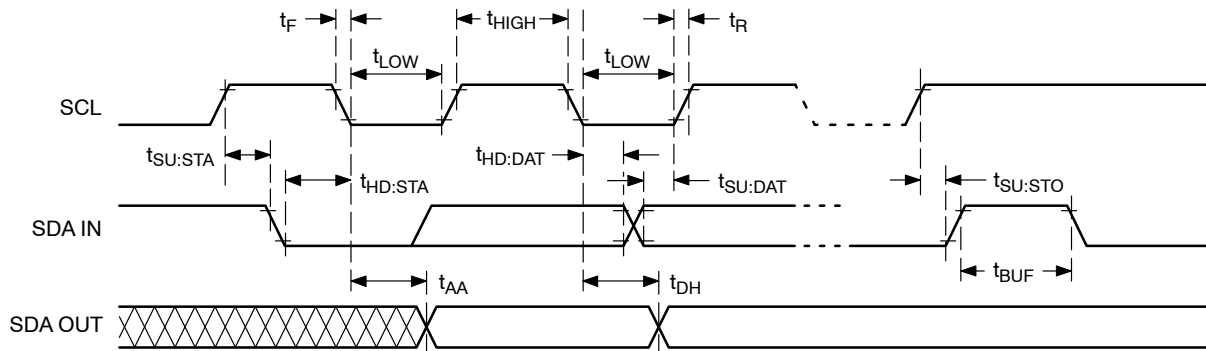 tF
tHIGH
tR
tLOW
tLOW
SCL
tSU:STA
tHD:STA
tHD:DAT
tSU:DAT
tSU:STO
SDA IN
tAA
tDH
tBUF
SDA OUT